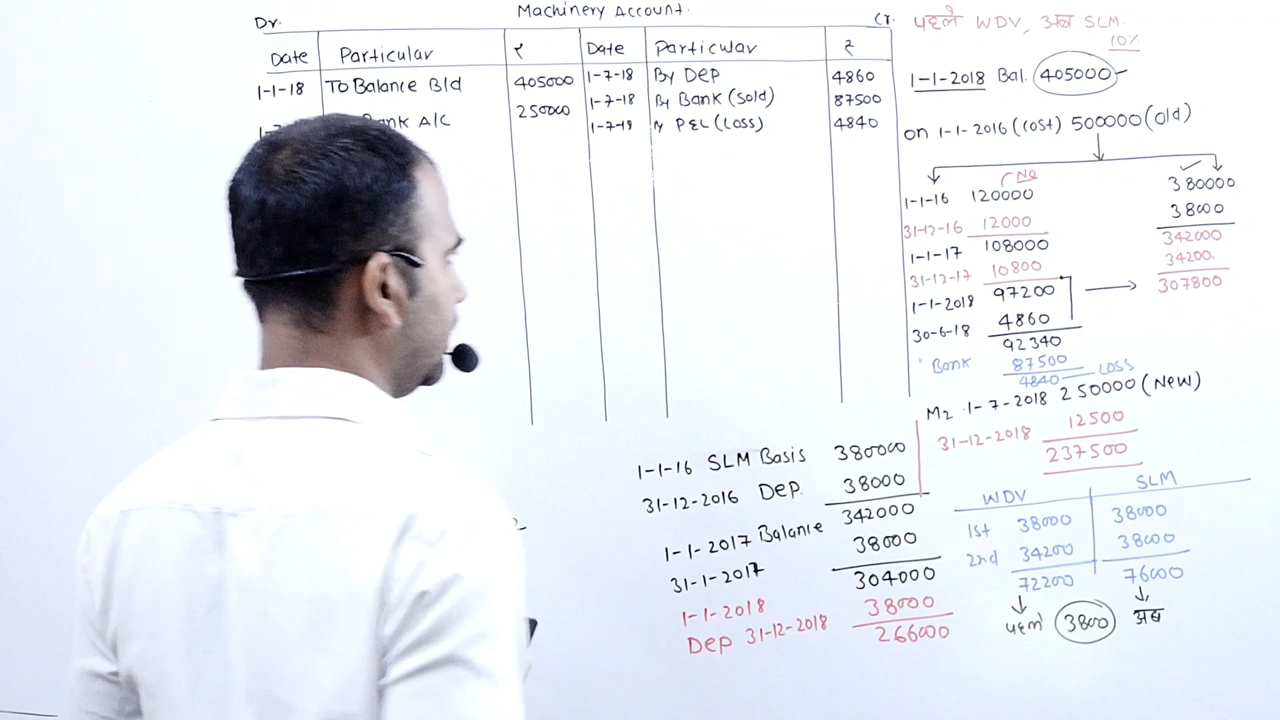 Machinery Account.
Dr. Cr.
Date Particular ₹ Date Particular ₹
1-1-18 To Balance B/d 405000 1-7-18 By Dep 4860
Bank A/C 250000 1-7-18 By Bank (Sold) 87500
1-7-18 By P&L (Loss) 4840
पहले WDV, अब SLM.
10%
1-1-2018 Bal. 405000
on 1-1-2016 (cost) 500000 (old)
No
1-1-16 120000 380000
31-12-16 12000 38000
1-1-17 108000 342000
31-12-17 10800 34200
1-1-2018 97200 307800
30-6-18 4860
92340
Bank 87500
4840 Loss
M2 1-7-2018 250000 (New)
31-12-2018 12500
237500
1-1-16 SLM Basis 380000
31-12-2016 Dep. 38000
342000
1-1-2017 Balance
38000
31-1-2017
304000
1-1-2018 38000
Dep 31-12-2018 266000
WDV SLM
1st 38000 38000
2nd 34200 38000
72200 76000
पहले 3800 अब